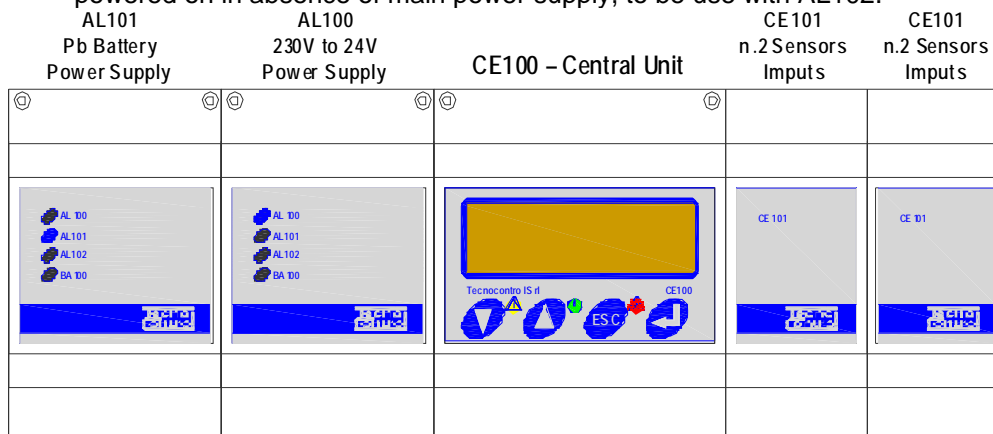 powered on in absence of main power supply, to be use with AL102.
AL101
Pb Battery
Power Supply
AL100
230V to 24V
Power Supply
CE100 – Central Unit
CE101
n.2 Sensors
Imputs
CE101
n.2 Sensors
Imputs
AL 100
AL101
AL102
BA 100
AL 100
AL101
AL102
BA 100
Tecnocontro lS rl
CE100
ESC
CE 101
CE 101